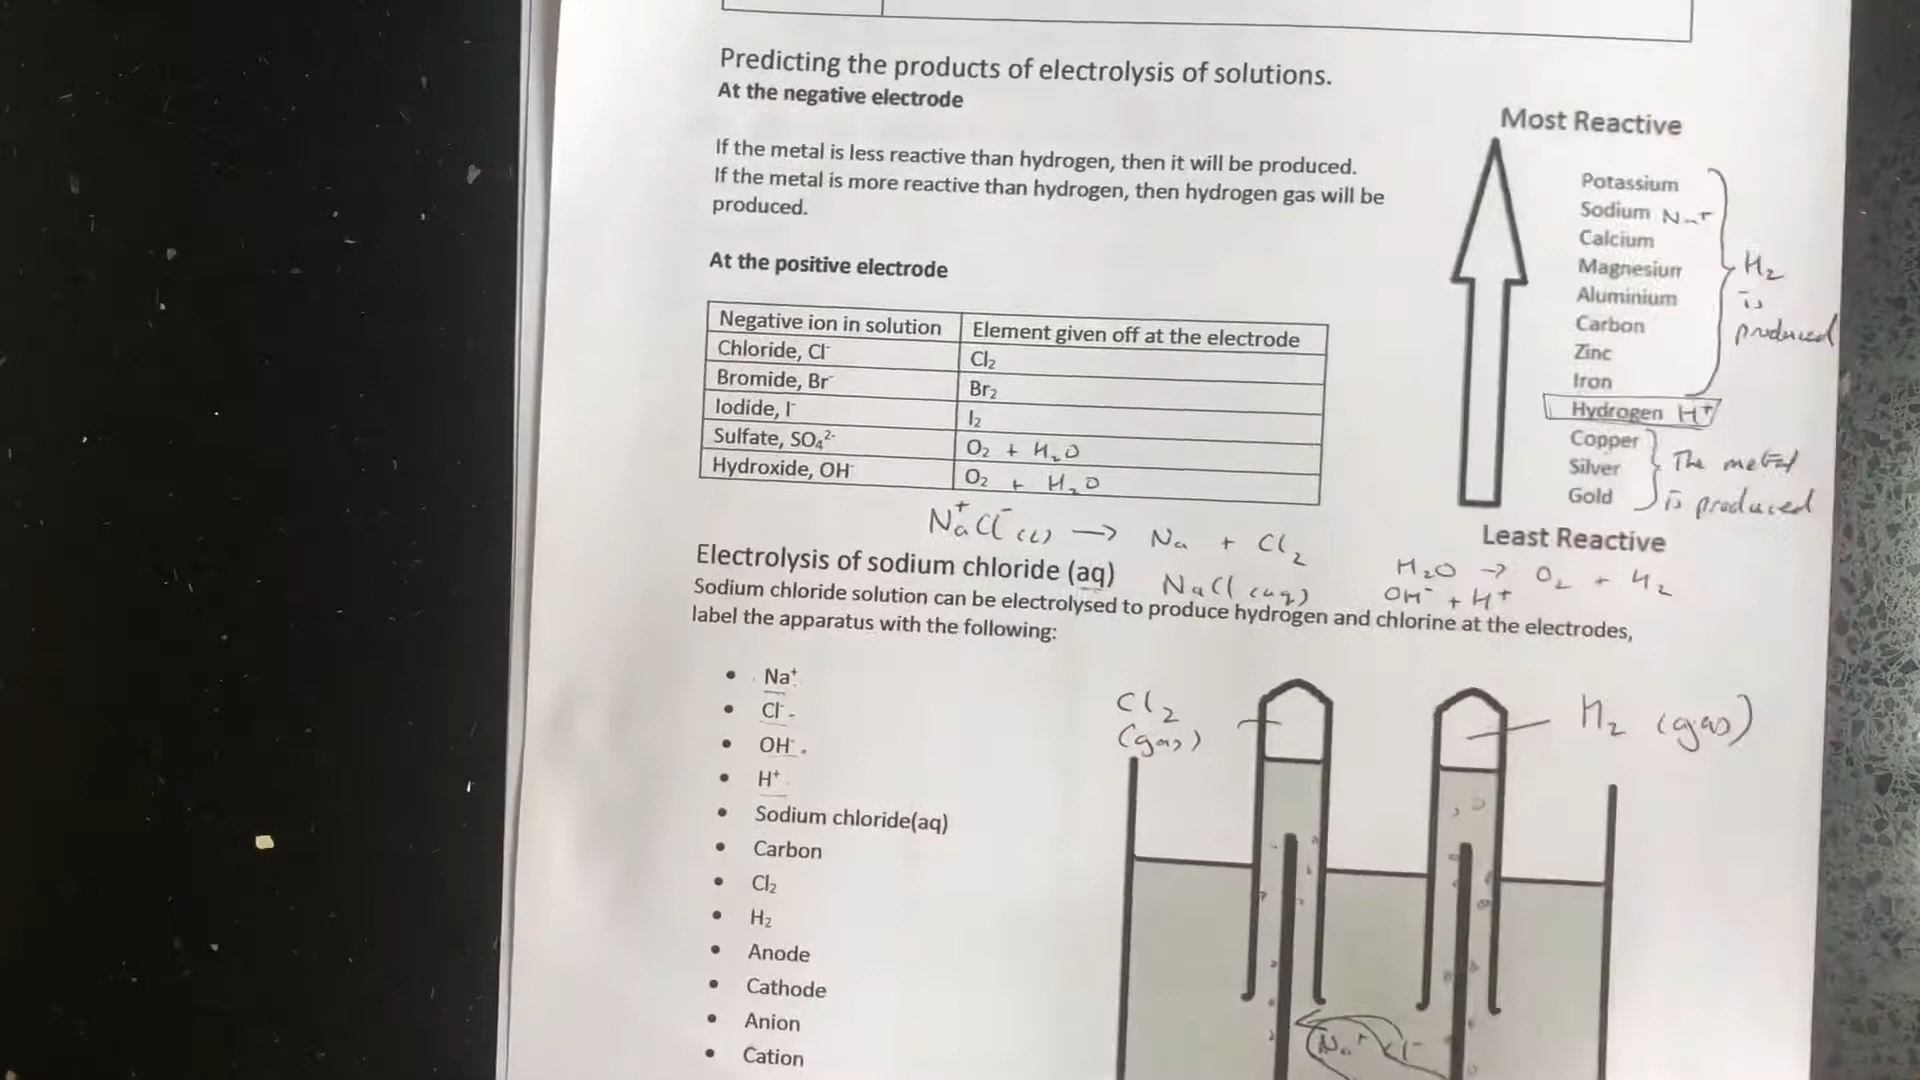 Predicting the products of electrolysis of solutions.
At the negative electrode
If the metal is less reactive than hydrogen, then it will be produced.
If the metal is more reactive than hydrogen, then hydrogen gas will be
produced.
At the positive electrode
Negative ion in solution | Element given off at the electrode
Chloride, Cl⁻ | Cl₂
Bromide, Br⁻ | Br₂
Iodide, I⁻ | I₂
Sulfate, SO₄²⁻ | O₂ + H₂O
Hydroxide, OH⁻ | O₂ + H₂O
Most Reactive
Potassium
Sodium Na⁺
Calcium
Magnesium
Aluminium
Carbon
Zinc
Iron
H₂
is
produced
Hydrogen H⁺
Copper
Silver
Gold
The metal
is produced
Least Reactive
Na⁺Cl⁻(l) → Na + Cl₂
Electrolysis of sodium chloride (aq)
NaCl (aq)
H₂O → O₂ + H₂
OH⁻ + H⁺
Sodium chloride solution can be electrolysed to produce hydrogen and chlorine at the electrodes,
label the apparatus with the following:
• Na⁺
• Cl⁻
• OH⁻
• H⁺
• Sodium chloride(aq)
• Carbon
• Cl₂
• H₂
• Anode
• Cathode
• Anion
• Cation
Cl₂
(gas)
H₂ (gas)
Na⁺ Cl⁻